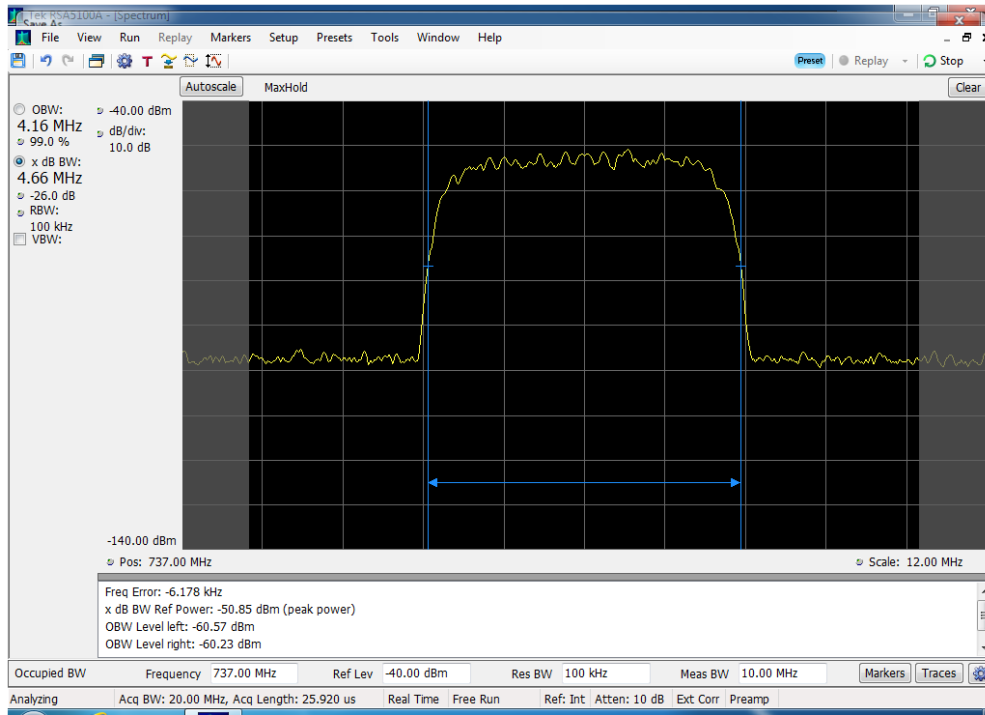 Tek RSA5100A - [Spectrum]
Save As
File View Run Replay Markers Setup Presets Tools Window Help
Preset Replay Stop
Autoscale MaxHold Clear
OBW:
4.16 MHz
99.0 %
x dB BW:
4.66 MHz
-26.0 dB
RBW:
100 kHz
VBW:
-40.00 dBm
dB/div:
10.0 dB
-140.00 dBm
Pos: 737.00 MHz Scale: 12.00 MHz
Freq Error: -6.178 kHz
x dB BW Ref Power: -50.85 dBm (peak power)
OBW Level left: -60.57 dBm
OBW Level right: -60.23 dBm
Occupied BW Frequency 737.00 MHz Ref Lev -40.00 dBm Res BW 100 kHz Meas BW 10.00 MHz Markers Traces
Analyzing Acq BW: 20.00 MHz, Acq Length: 25.920 us Real Time Free Run Ref: Int Atten: 10 dB Ext Corr Preamp